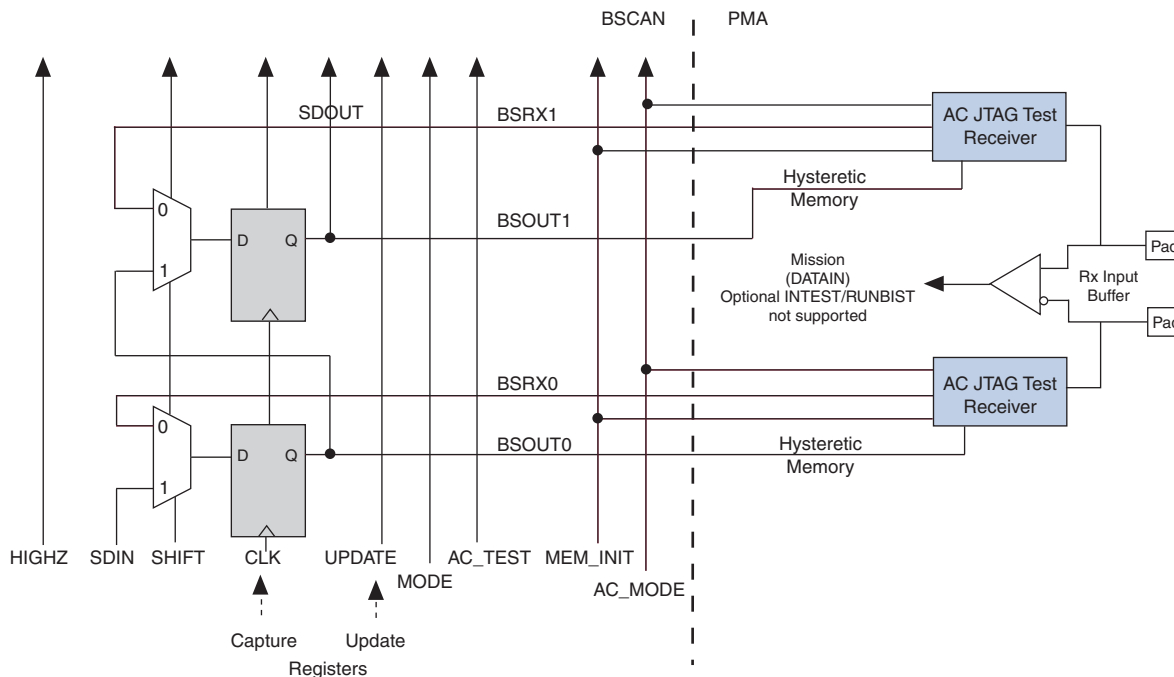 BSCAN
PMA
SDOUT
BSRX1
AC JTAG Test
Receiver
0
1
D
Q
BSOUT1
Hysteretic
Memory
Mission
(DATAIN)
Optional INTEST/RUNBIST
not supported
Rx Input
Buffer
Pad
Pad
BSRX0
AC JTAG Test
Receiver
0
1
D
Q
BSOUT0
Hysteretic
Memory
HIGHZ
SDIN
SHIFT
CLK
UPDATE
MODE
AC_TEST
MEM_INIT
AC_MODE
Capture
Update
Registers